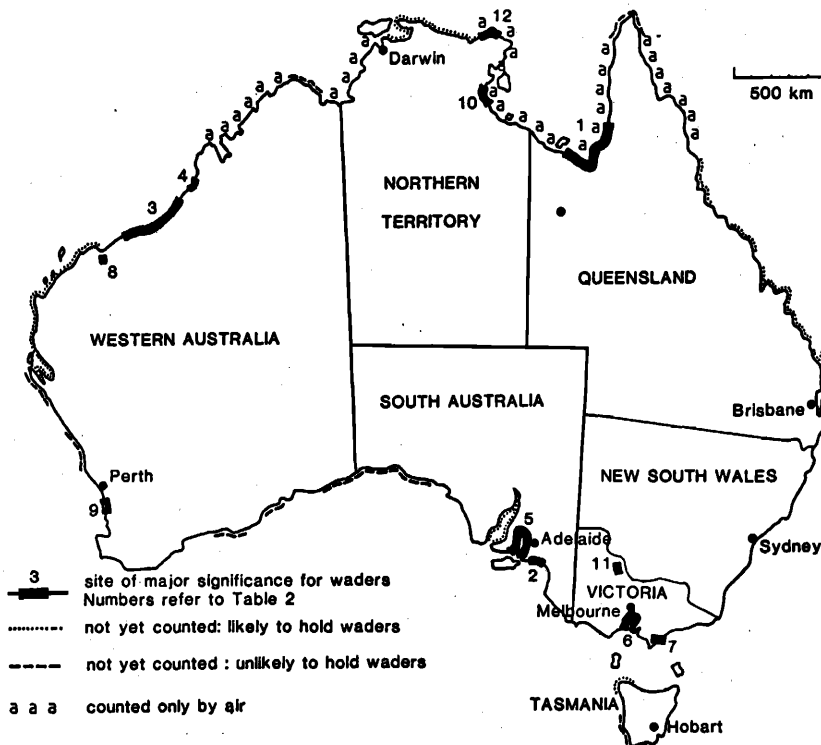 12
Darwin
500 km
10
1
4
3
8
NORTHERN
TERRITORY
QUEENSLAND
WESTERN AUSTRALIA
SOUTH AUSTRALIA
Brisbane
NEW SOUTH WALES
Perth
9
5
Adelaide
2
11
Sydney
VICTORIA
Melbourne
6
7
TASMANIA
Hobart
3
site of major significance for waders
Numbers refer to Table 2
not yet counted: likely to hold waders
not yet counted : unlikely to hold waders
a a a counted only by air